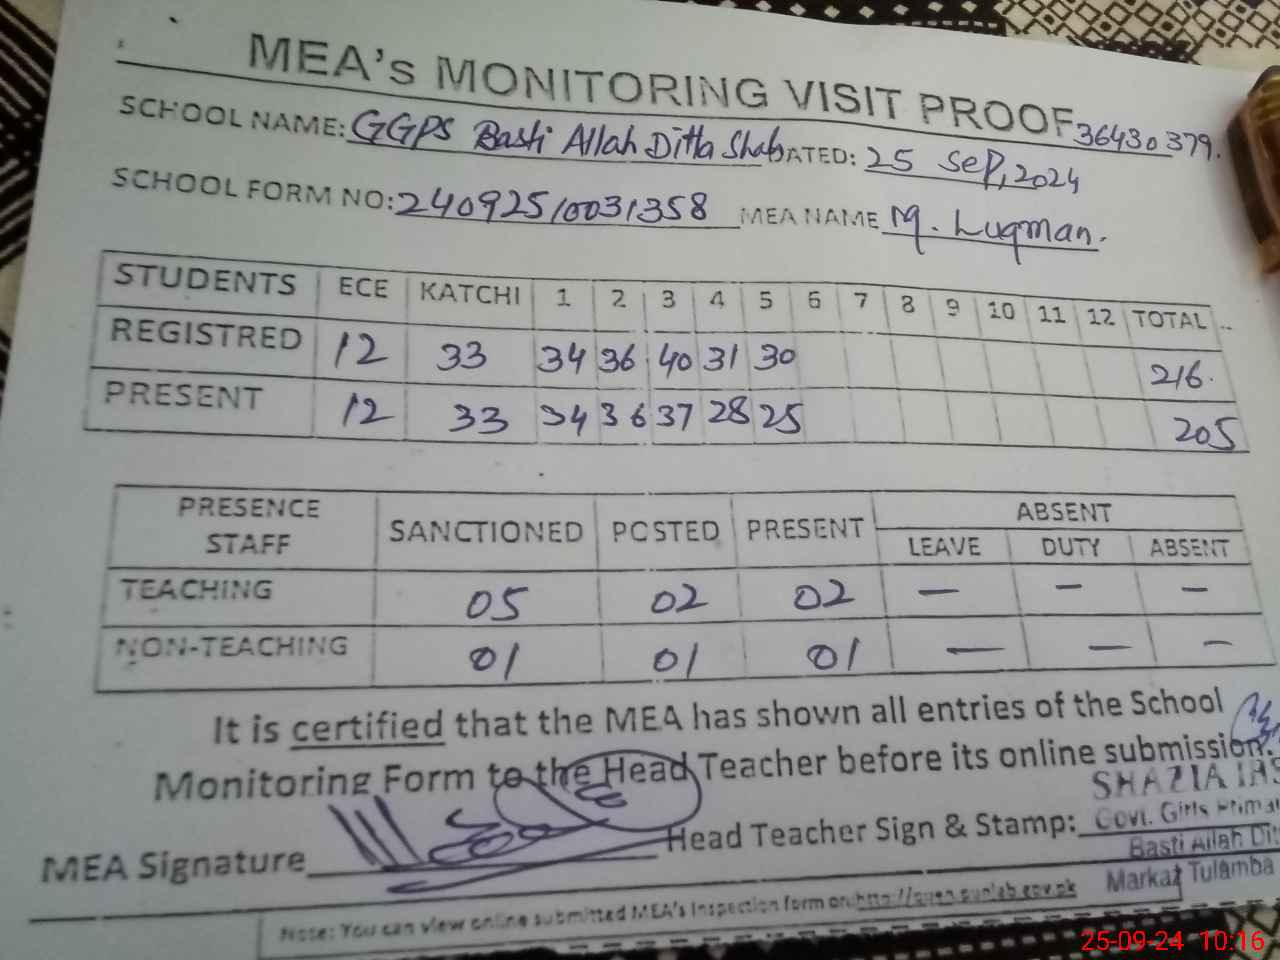 MEA's MONITORING VISIT PROOF
36430379.
SCHOOL NAME: GGPS Basti Allah Ditta Shah DATED: 25 Sep, 2024
SCHOOL FORM NO: 24092510031358 MEA NAME M. Luqman.
STUDENTS ECE KATCHI 1 2 3 4 5 6 7 8 9 10 11 12 TOTAL
REGISTRED 12 33 34 36 40 31 30 216.
PRESENT 12 33 34 36 37 28 25 205
PRESENCE STAFF SANCTIONED POSTED PRESENT ABSENT
LEAVE DUTY ABSENT
TEACHING 05 02 02 — — —
NON-TEACHING 01 01 01 — — —
It is certified that the MEA has shown all entries of the School
Monitoring Form to the Head Teacher before its online submission.
SHAZIA
MEA Signature Head Teacher Sign & Stamp: Govt. Girls Prima
Basti Allah Dit
Markaz Tulamba
Note: You can view online submitted MEA's Inspection form on
25-09-24 10:16